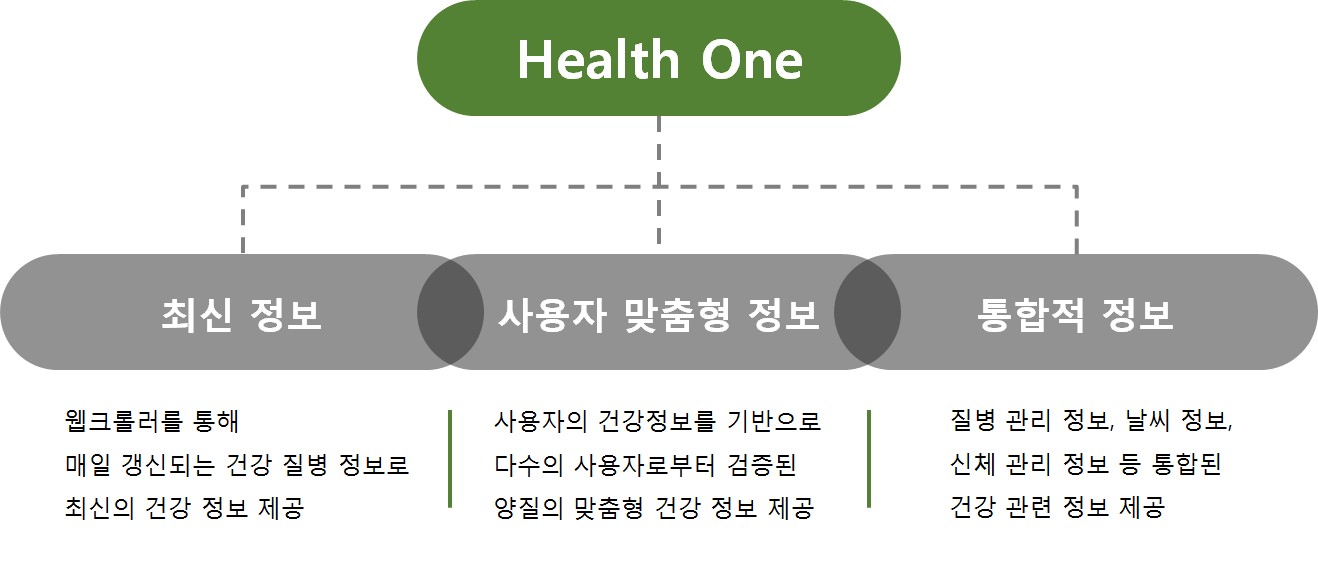 Health One
최신 정보
사용자 맞춤형 정보
통합적 정보
웹크롤러를 통해
매일 갱신되는 건강 질병 정보로
최신의 건강 정보 제공
사용자의 건강정보를 기반으로
다수의 사용자로부터 검증된
양질의 맞춤형 건강 정보 제공
질병 관리 정보, 날씨 정보,
신체 관리 정보 등 통합된
건강 관련 정보 제공